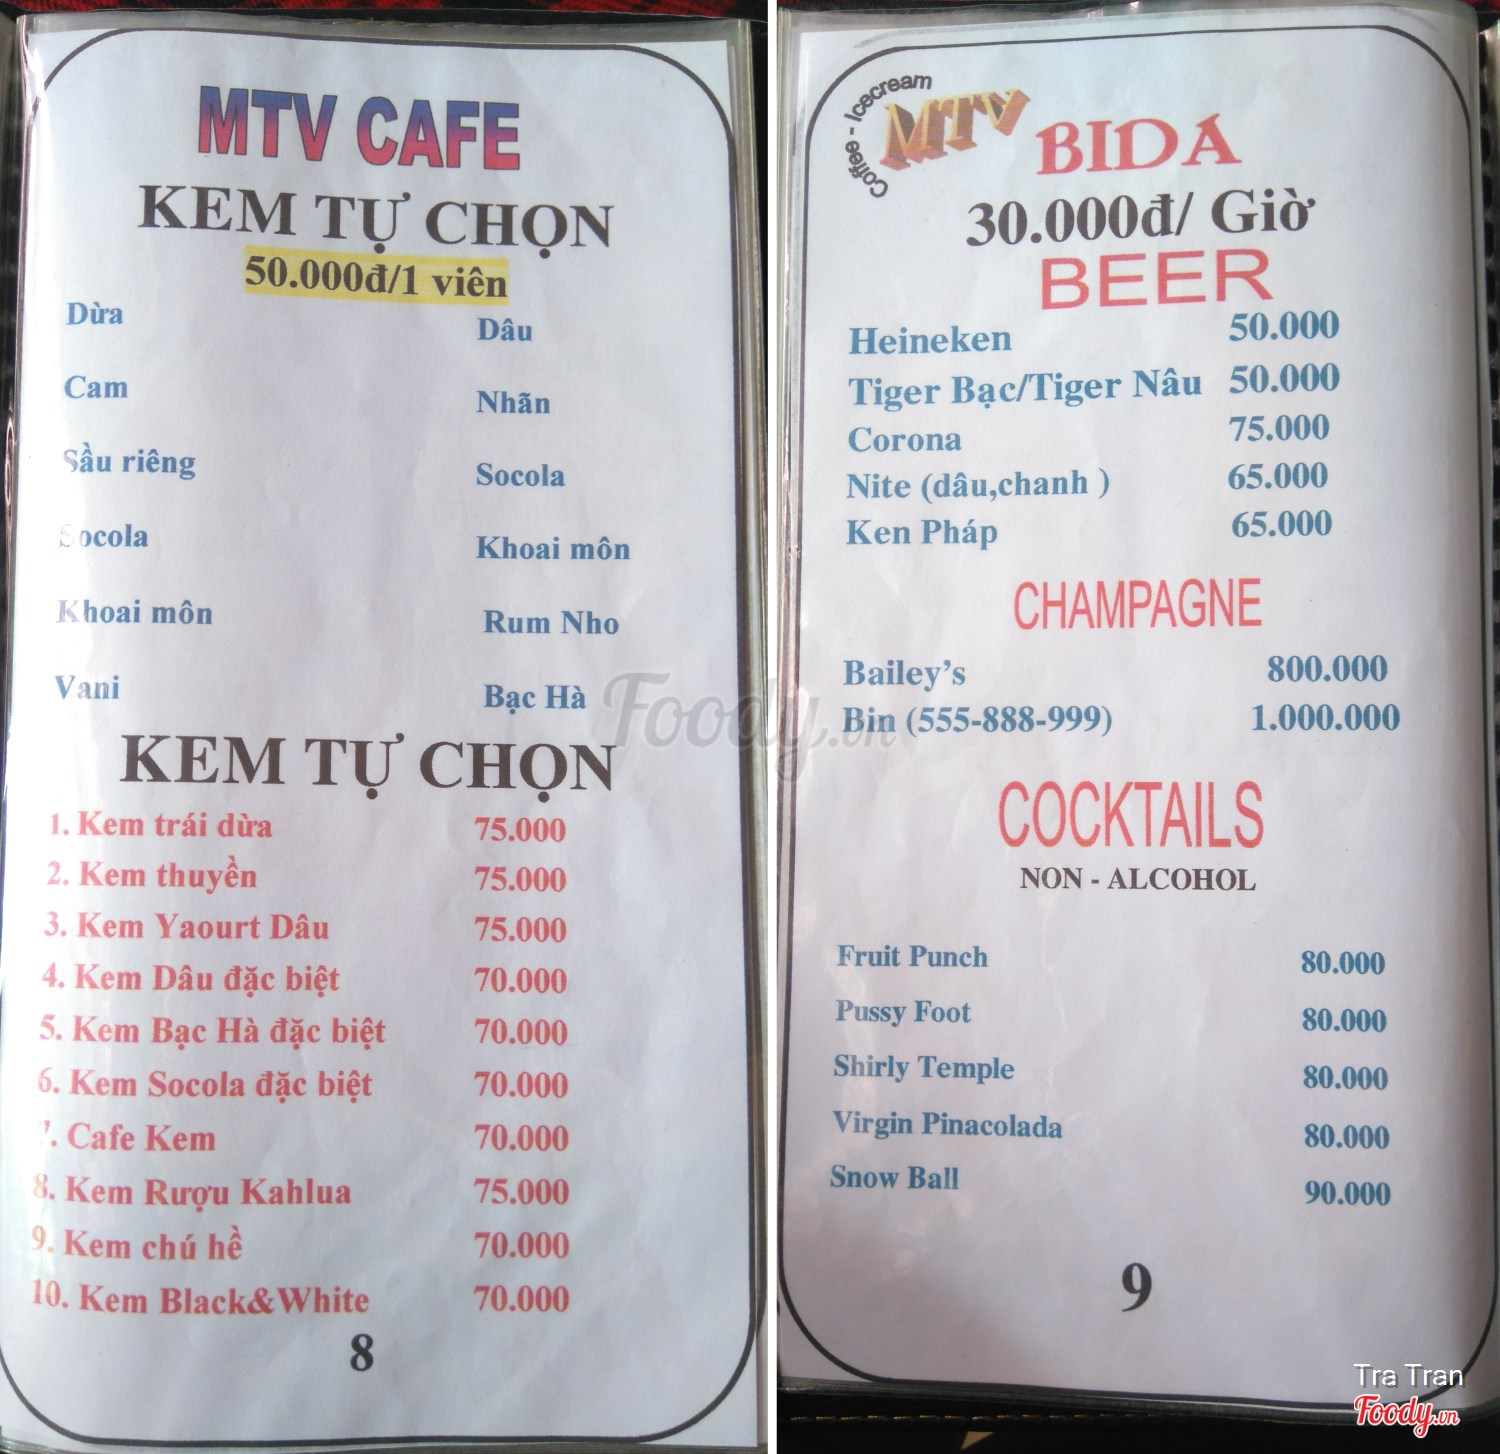 MTV CAFE
KEM TỰ CHỌN
50.000đ/1 viên
Dừa Dâu
Cam Nhãn
Sầu riêng Socola
Socola Khoai môn
Khoai môn Rum Nho
Vani Bạc Hà
KEM TỰ CHỌN
1. Kem trái dừa 75.000
2. Kem thuyền 75.000
3. Kem Yaourt Dâu 75.000
4. Kem Dâu đặc biệt 70.000
5. Kem Bạc Hà đặc biệt 70.000
6. Kem Socola đặc biệt 70.000
7. Cafe Kem 70.000
8. Kem Rượu Kahlua 75.000
9. Kem chú hề 70.000
10. Kem Black&White 70.000
8
Coffee - Icecream
MTV
BIDA
30.000đ/ Giờ
BEER
Heineken 50.000
Tiger Bạc/Tiger Nâu 50.000
Corona 75.000
Nite (dâu,chanh ) 65.000
Ken Pháp 65.000
CHAMPAGNE
Bailey's 800.000
Bin (555-888-999) 1.000.000
COCKTAILS
NON - ALCOHOL
Fruit Punch 80.000
Pussy Foot 80.000
Shirly Temple 80.000
Virgin Pinacolada 80.000
Snow Ball 90.000
9
Foody.vn
Tra Tran
Foody.vn